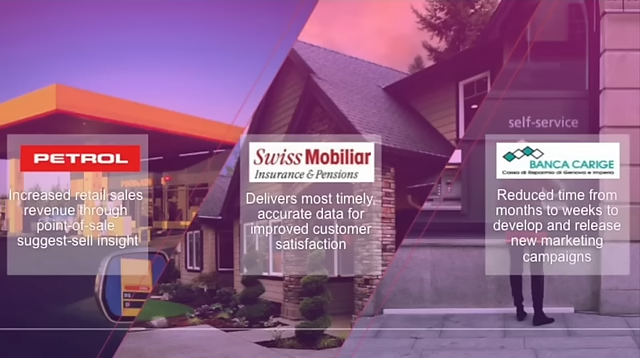 self-service
PETROL
Increased retail sales
revenue through
point-of-sale
suggest-sell insight
Swiss Mobiliar
Insurance & Pensions
Delivers most timely,
accurate data for
improved customer
satisfaction
BANCA CARIGE
Cassa di Risparmio di Genova e Imperia
Reduced time from
months to weeks to
develop and release
new marketing
campaigns